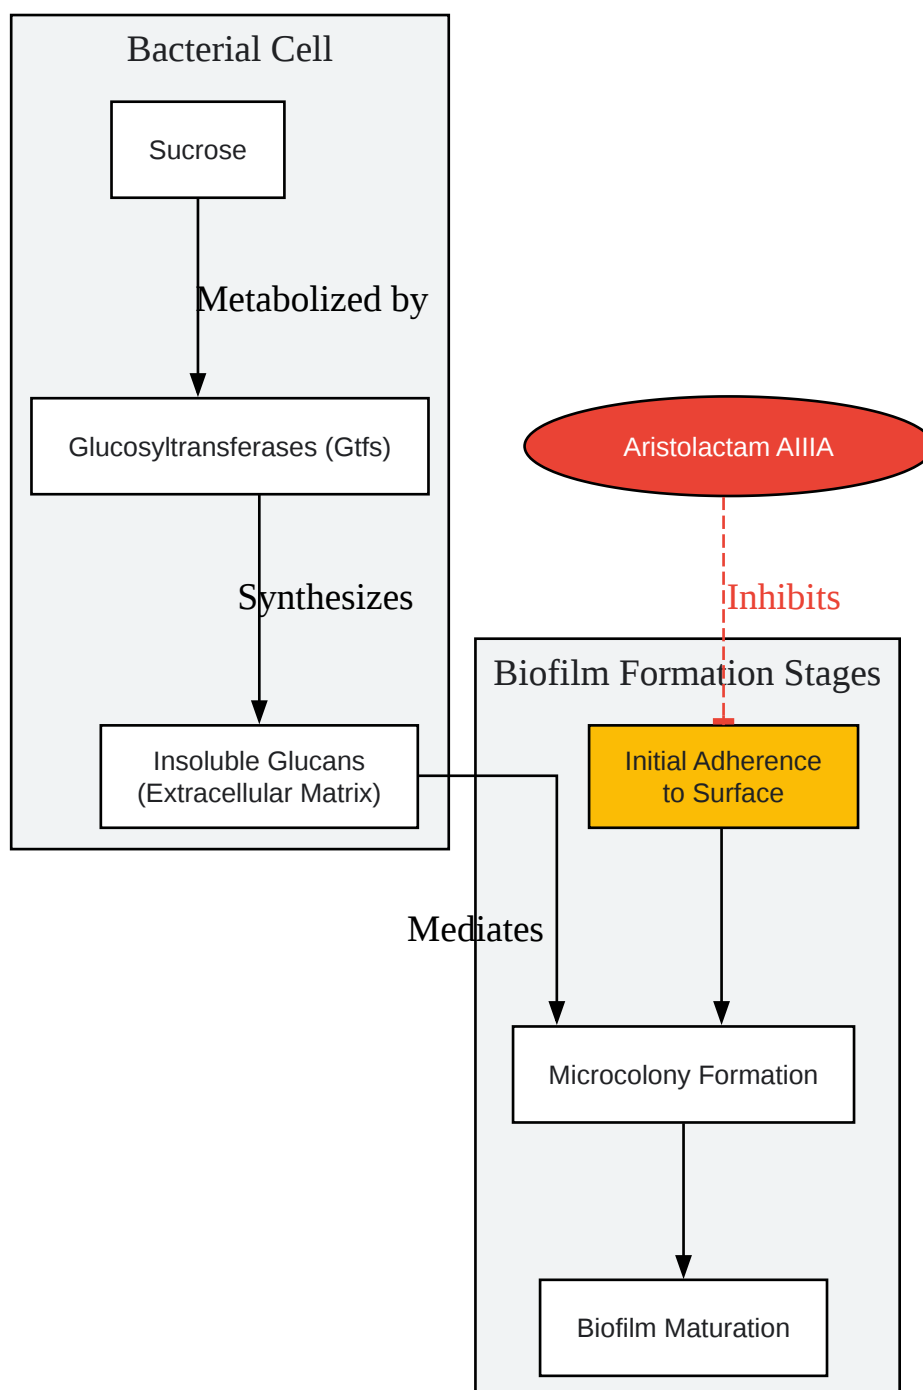 Bacterial Cell
Sucrose
Metabolized by
Glucosyltransferases (Gtfs)
Aristolactam AIIIA
Synthesizes
Inhibits
Biofilm Formation Stages
Insoluble Glucans
(Extracellular Matrix)
Initial Adherence
to Surface
Mediates
Microcolony Formation
Biofilm Maturation